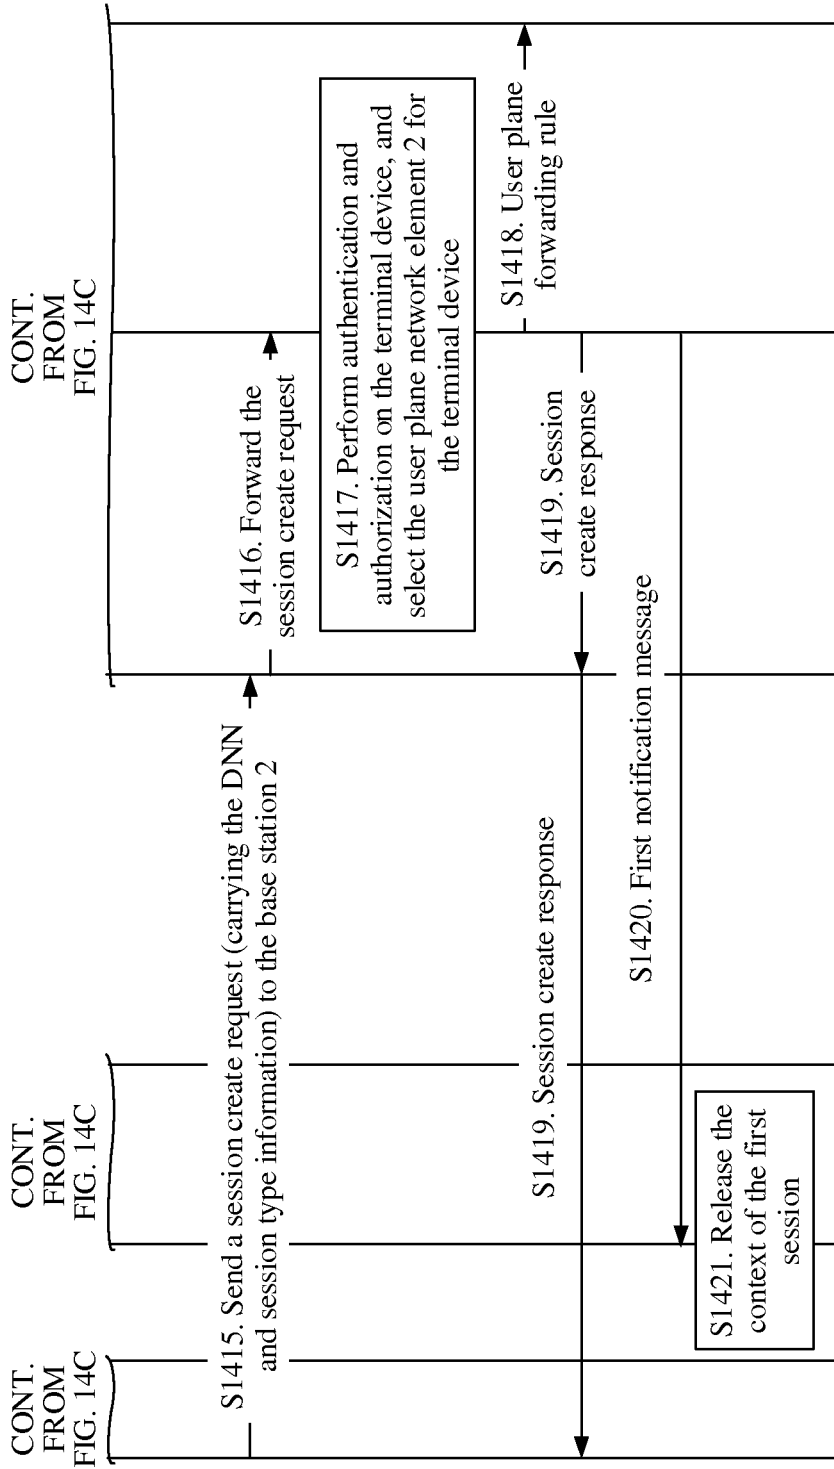 CONT.
FROM
FIG. 14C
CONT.
FROM
FIG. 14C
CONT.
FROM
FIG. 14C
S1415. Send a session create request (carrying the DNN
and session type information) to the base station 2
S1416. Forward the
session create request
S1417. Perform authentication and
authorization on the terminal device, and
select the user plane network element 2 for
the terminal device
S1418. User plane
forwarding rule
S1419. Session create response
S1419. Session
create response
S1420. First notification message
S1421. Release the
context of the first
session